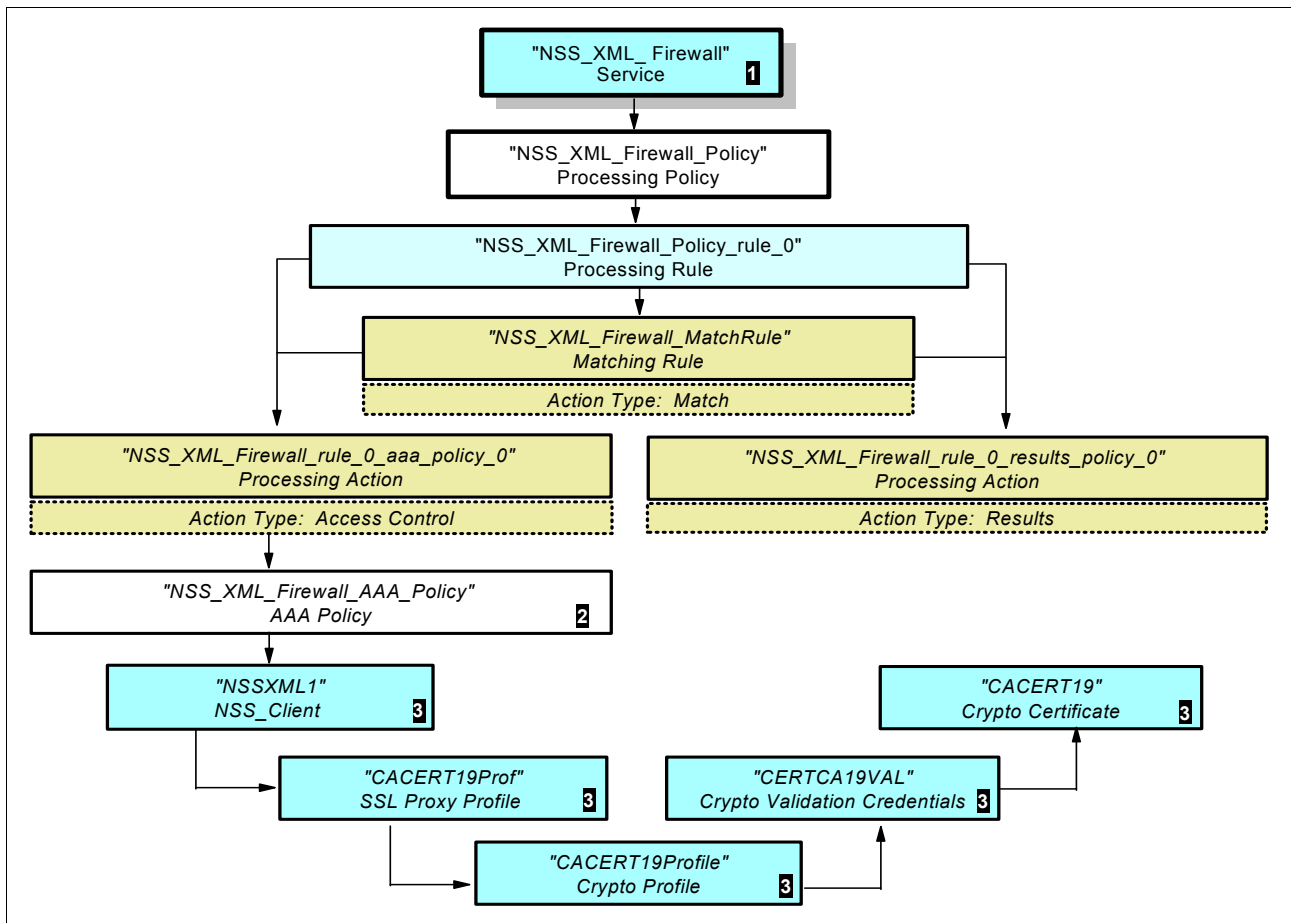 "NSS_XML_ Firewall"
Service
1
"NSS_XML_Firewall_Policy"
Processing Policy
"NSS_XML_Firewall_Policy_rule_0"
Processing Rule
"NSS_XML_Firewall_MatchRule"
Matching Rule
Action Type: Match
"NSS_XML_Firewall_rule_0_aaa_policy_0"
Processing Action
Action Type: Access Control
"NSS_XML_Firewall_rule_0_results_policy_0"
Processing Action
Action Type: Results
"NSS_XML_Firewall_AAA_Policy"
AAA Policy
2
"NSSXML1"
NSS_Client
3
"CACERT19"
Crypto Certificate
3
"CACERT19Prof"
SSL Proxy Profile
3
"CERTCA19VAL"
Crypto Validation Credentials
3
"CACERT19Profile"
Crypto Profile
3